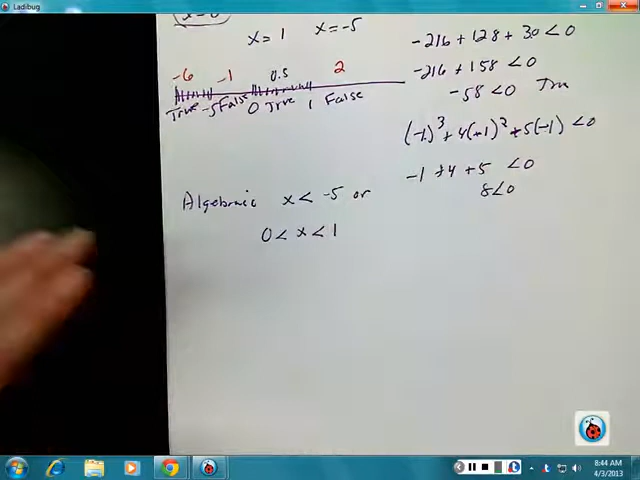 Ladibug
x=0
x = 1 x = -5
-6 -1 0.5 2
True -5 False 0 True 1 False
Algebraic x < -5 or
0 < x < 1
-216 + 128 + 30 < 0
-216 + 158 < 0
-58 < 0 Tru
(-1)³ + 4(-1)² + 5(-1) < 0
-1 + 4 + 5 < 0
8 < 0
8:44 AM
4/3/2013